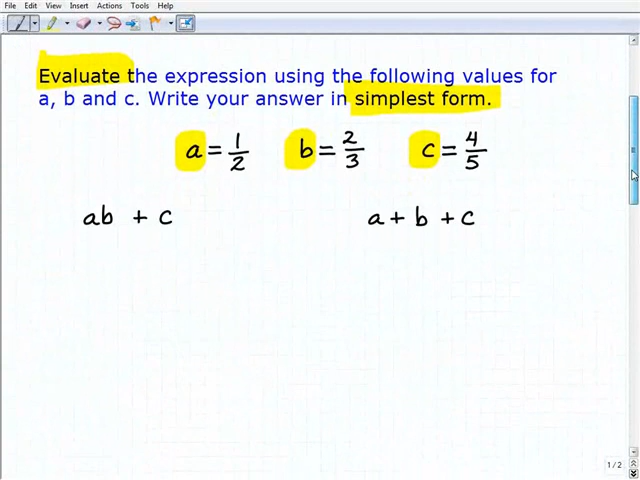 File Edit View Insert Actions Tools Help
Evaluate the expression using the following values for
a, b and c. Write your answer in simplest form.
a = 1/2 b = 2/3 c = 4/5
ab + c a + b + c
1/2